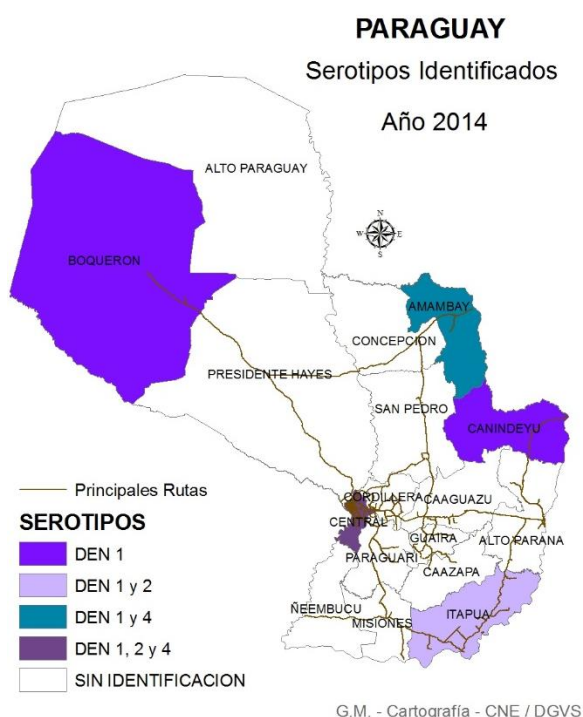 PARAGUAY
Serotipos Identificados
Año 2014
ALTO PARAGUAY
N
W E
S
BOQUERON
AMAMBAY
CONCEPCION
PRESIDENTE HAYES
SAN PEDRO
CANINDEYU
Principales Rutas
CORDILLERA
CAAGUAZU
SEROTIPOS
CENTRAL
GUAIRA
ALTO PARANA
DEN 1
PARAGUARI
CAAZAPA
DEN 1 y 2
ÑEEMBUCU
MISIONES
ITAPUA
DEN 1 y 4
DEN 1, 2 y 4
SIN IDENTIFICACION
G.M. - Cartografía - CNE / DGVS